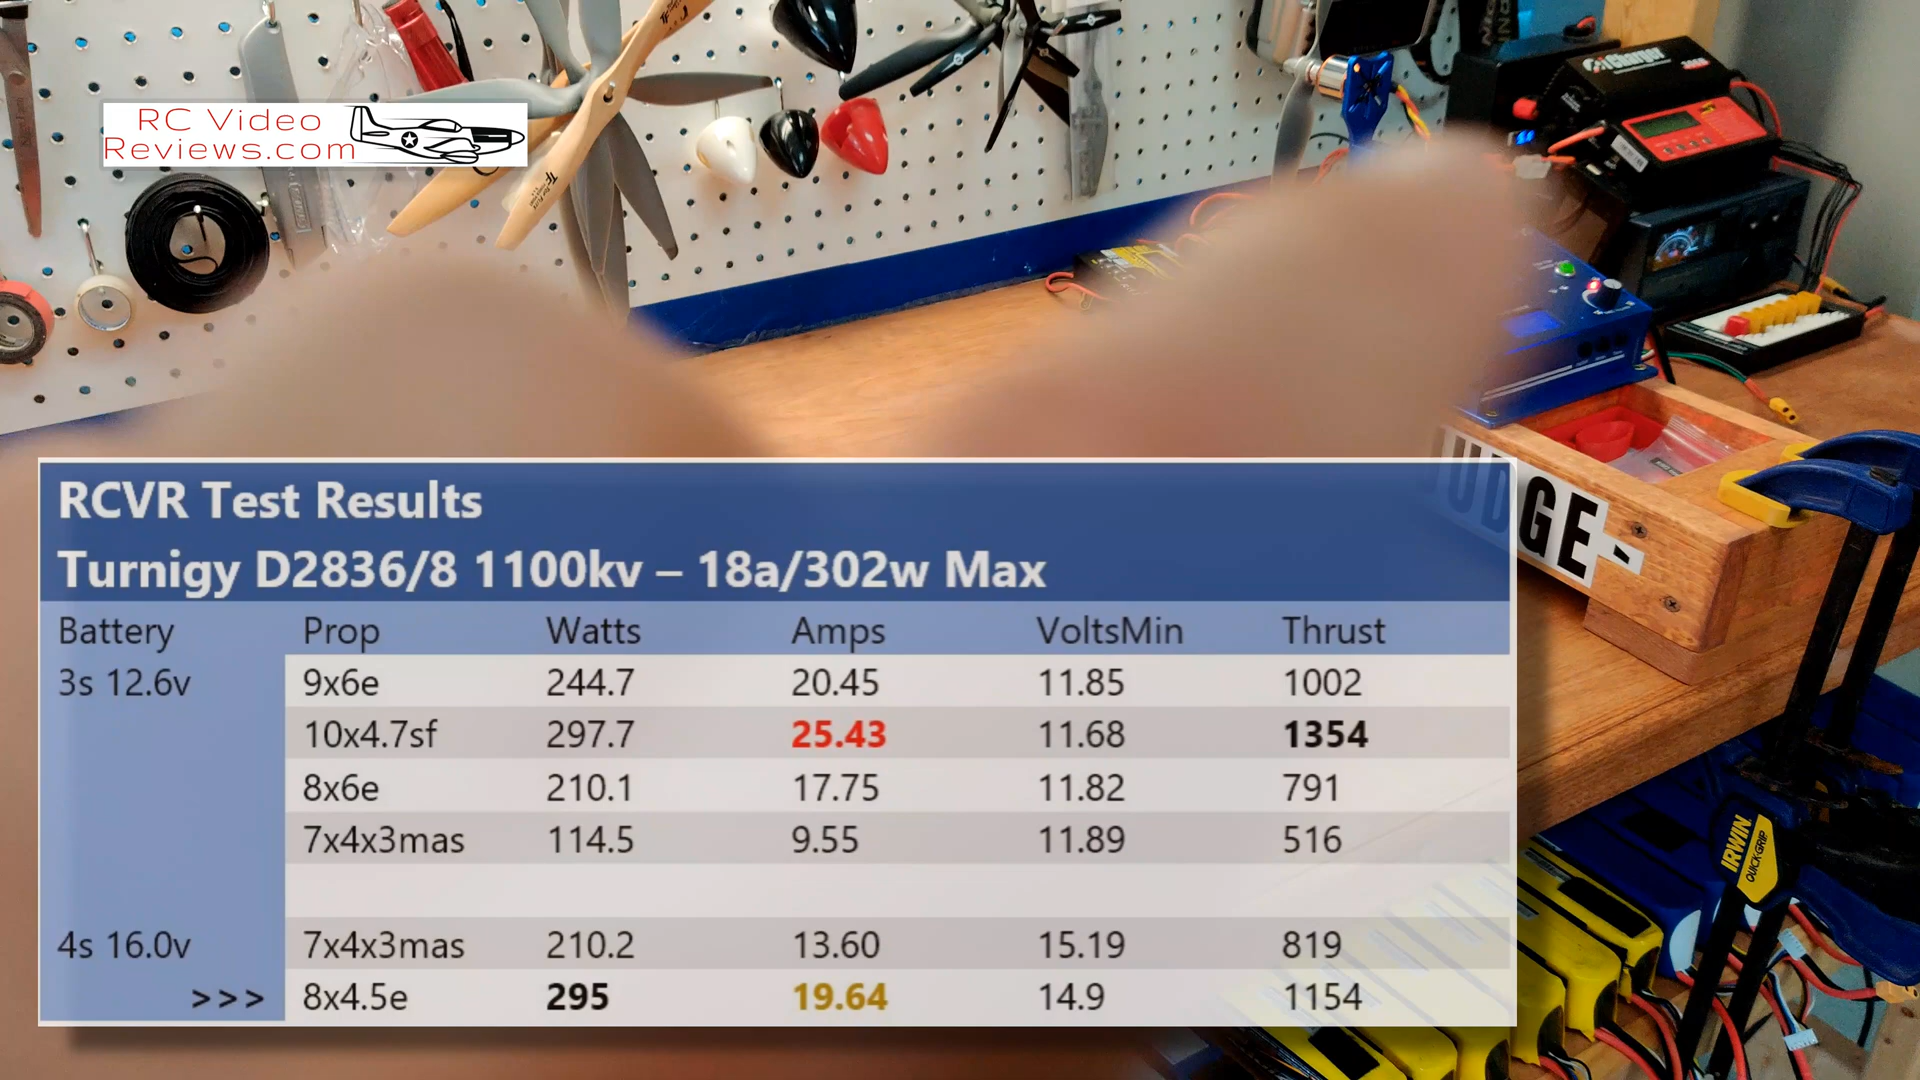 RC Video
Reviews.com
iCharger
UDGE-
IRWIN
QUICK-GRIP
RCVR Test Results
Turnigy D2836/8 1100kv – 18a/302w Max
Battery Prop Watts Amps VoltsMin Thrust
3s 12.6v 9x6e 244.7 20.45 11.85 1002
10x4.7sf 297.7 25.43 11.68 1354
8x6e 210.1 17.75 11.82 791
7x4x3mas 114.5 9.55 11.89 516
4s 16.0v 7x4x3mas 210.2 13.60 15.19 819
>>> 8x4.5e 295 19.64 14.9 1154